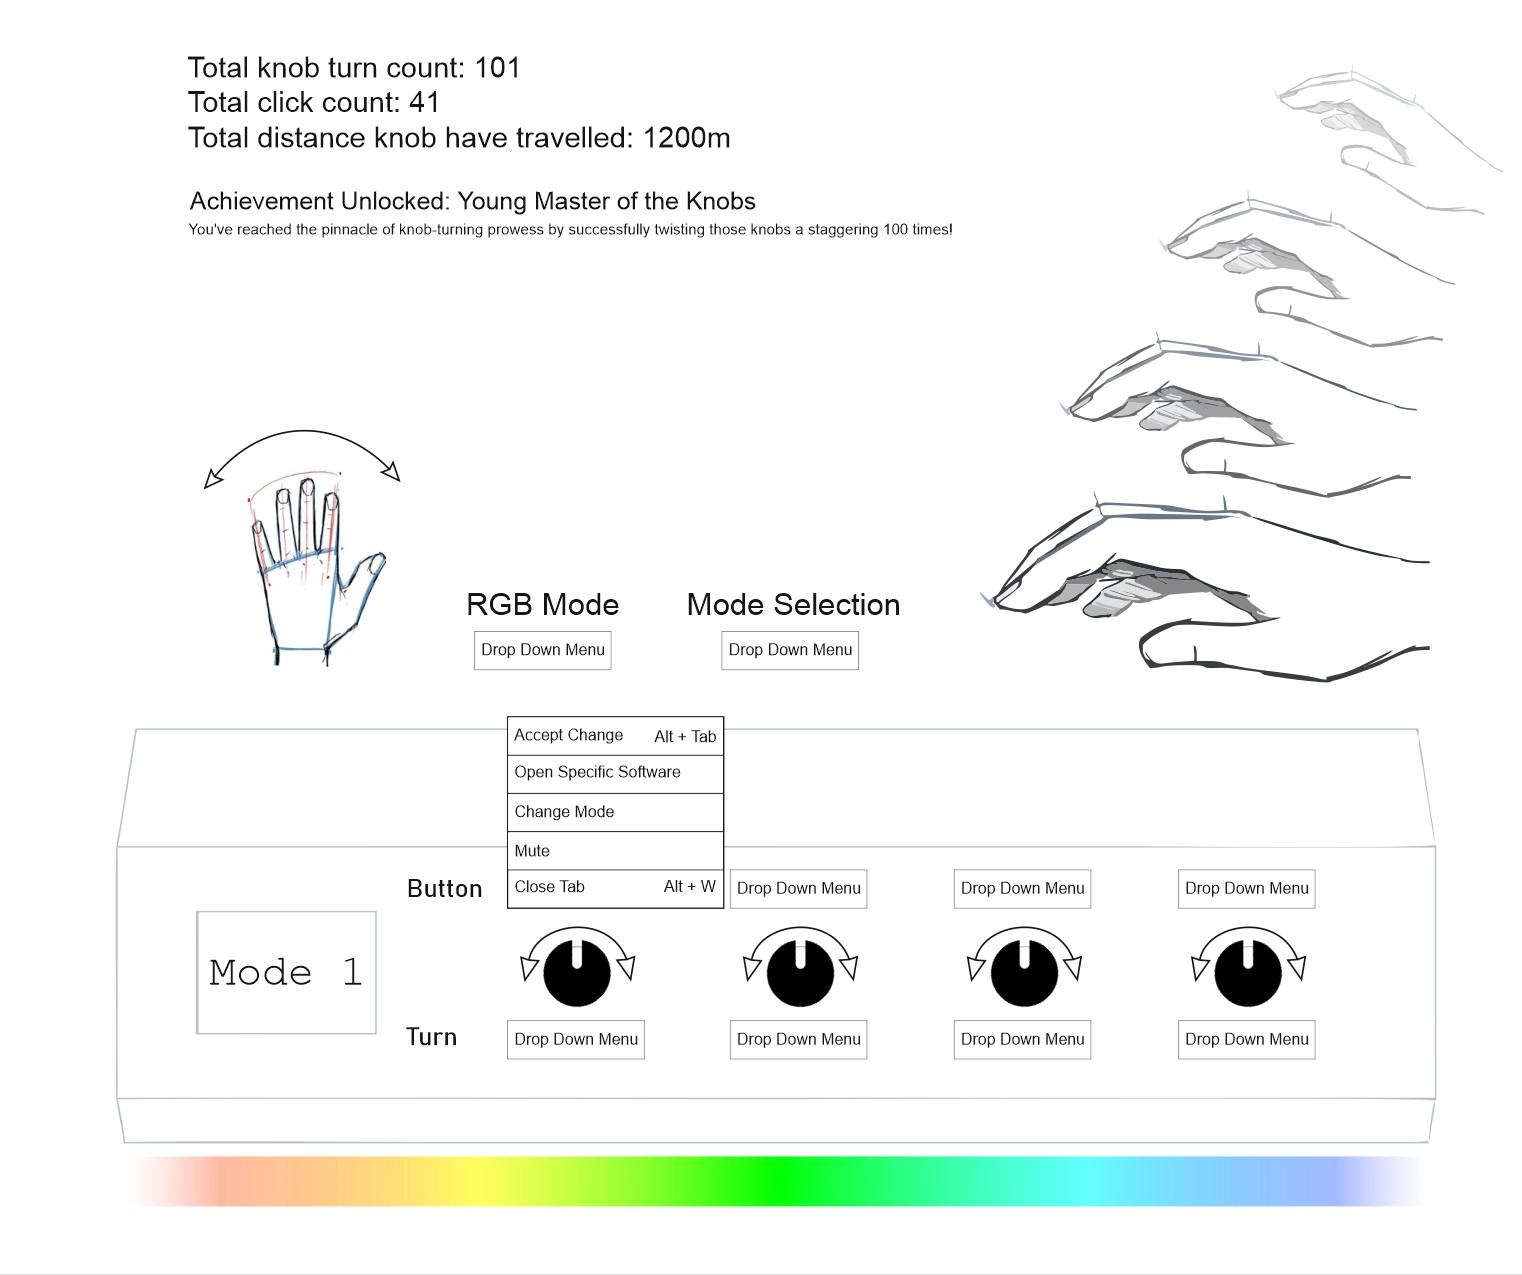 Total knob turn count: 101
Total click count: 41
Total distance knob have travelled: 1200m
Achievement Unlocked: Young Master of the Knobs
You've reached the pinnacle of knob-turning prowess by successfully twisting those knobs a staggering 100 times!
RGB Mode
Mode Selection
Drop Down Menu
Drop Down Menu
Accept Change Alt + Tab
Open Specific Software
Change Mode
Mute
Close Tab Alt + W
Button
Drop Down Menu
Drop Down Menu
Drop Down Menu
Mode 1
Turn
Drop Down Menu
Drop Down Menu
Drop Down Menu
Drop Down Menu